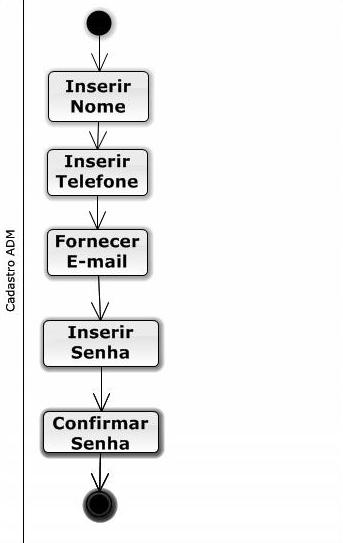 Cadastro ADM
Inserir
Nome
Inserir
Telefone
Fornecer
E-mail
Inserir
Senha
Confirmar
Senha